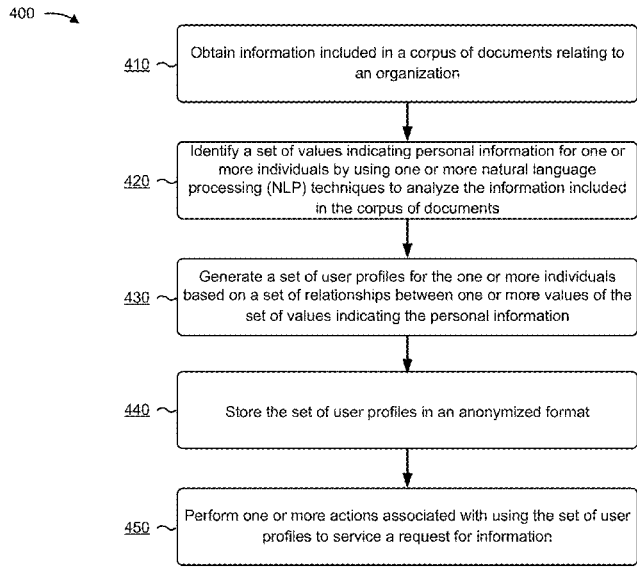 400
410
Obtain information included in a corpus of documents relating to
an organization
Identify a set of values indicating personal information for one or
more individuals by using one or more natural language
420
processing (NLP) techniques to analyze the information included
in the corpus of documents
Generate a set of user profiles for the one or more individuals
430
based on a set of relationships between one or more values of the
set of values indicating the personal information
440
Store the set of user profiles in an anonymized format
450
Perform one or more actions associated with using the set of user
profiles to service a request for information